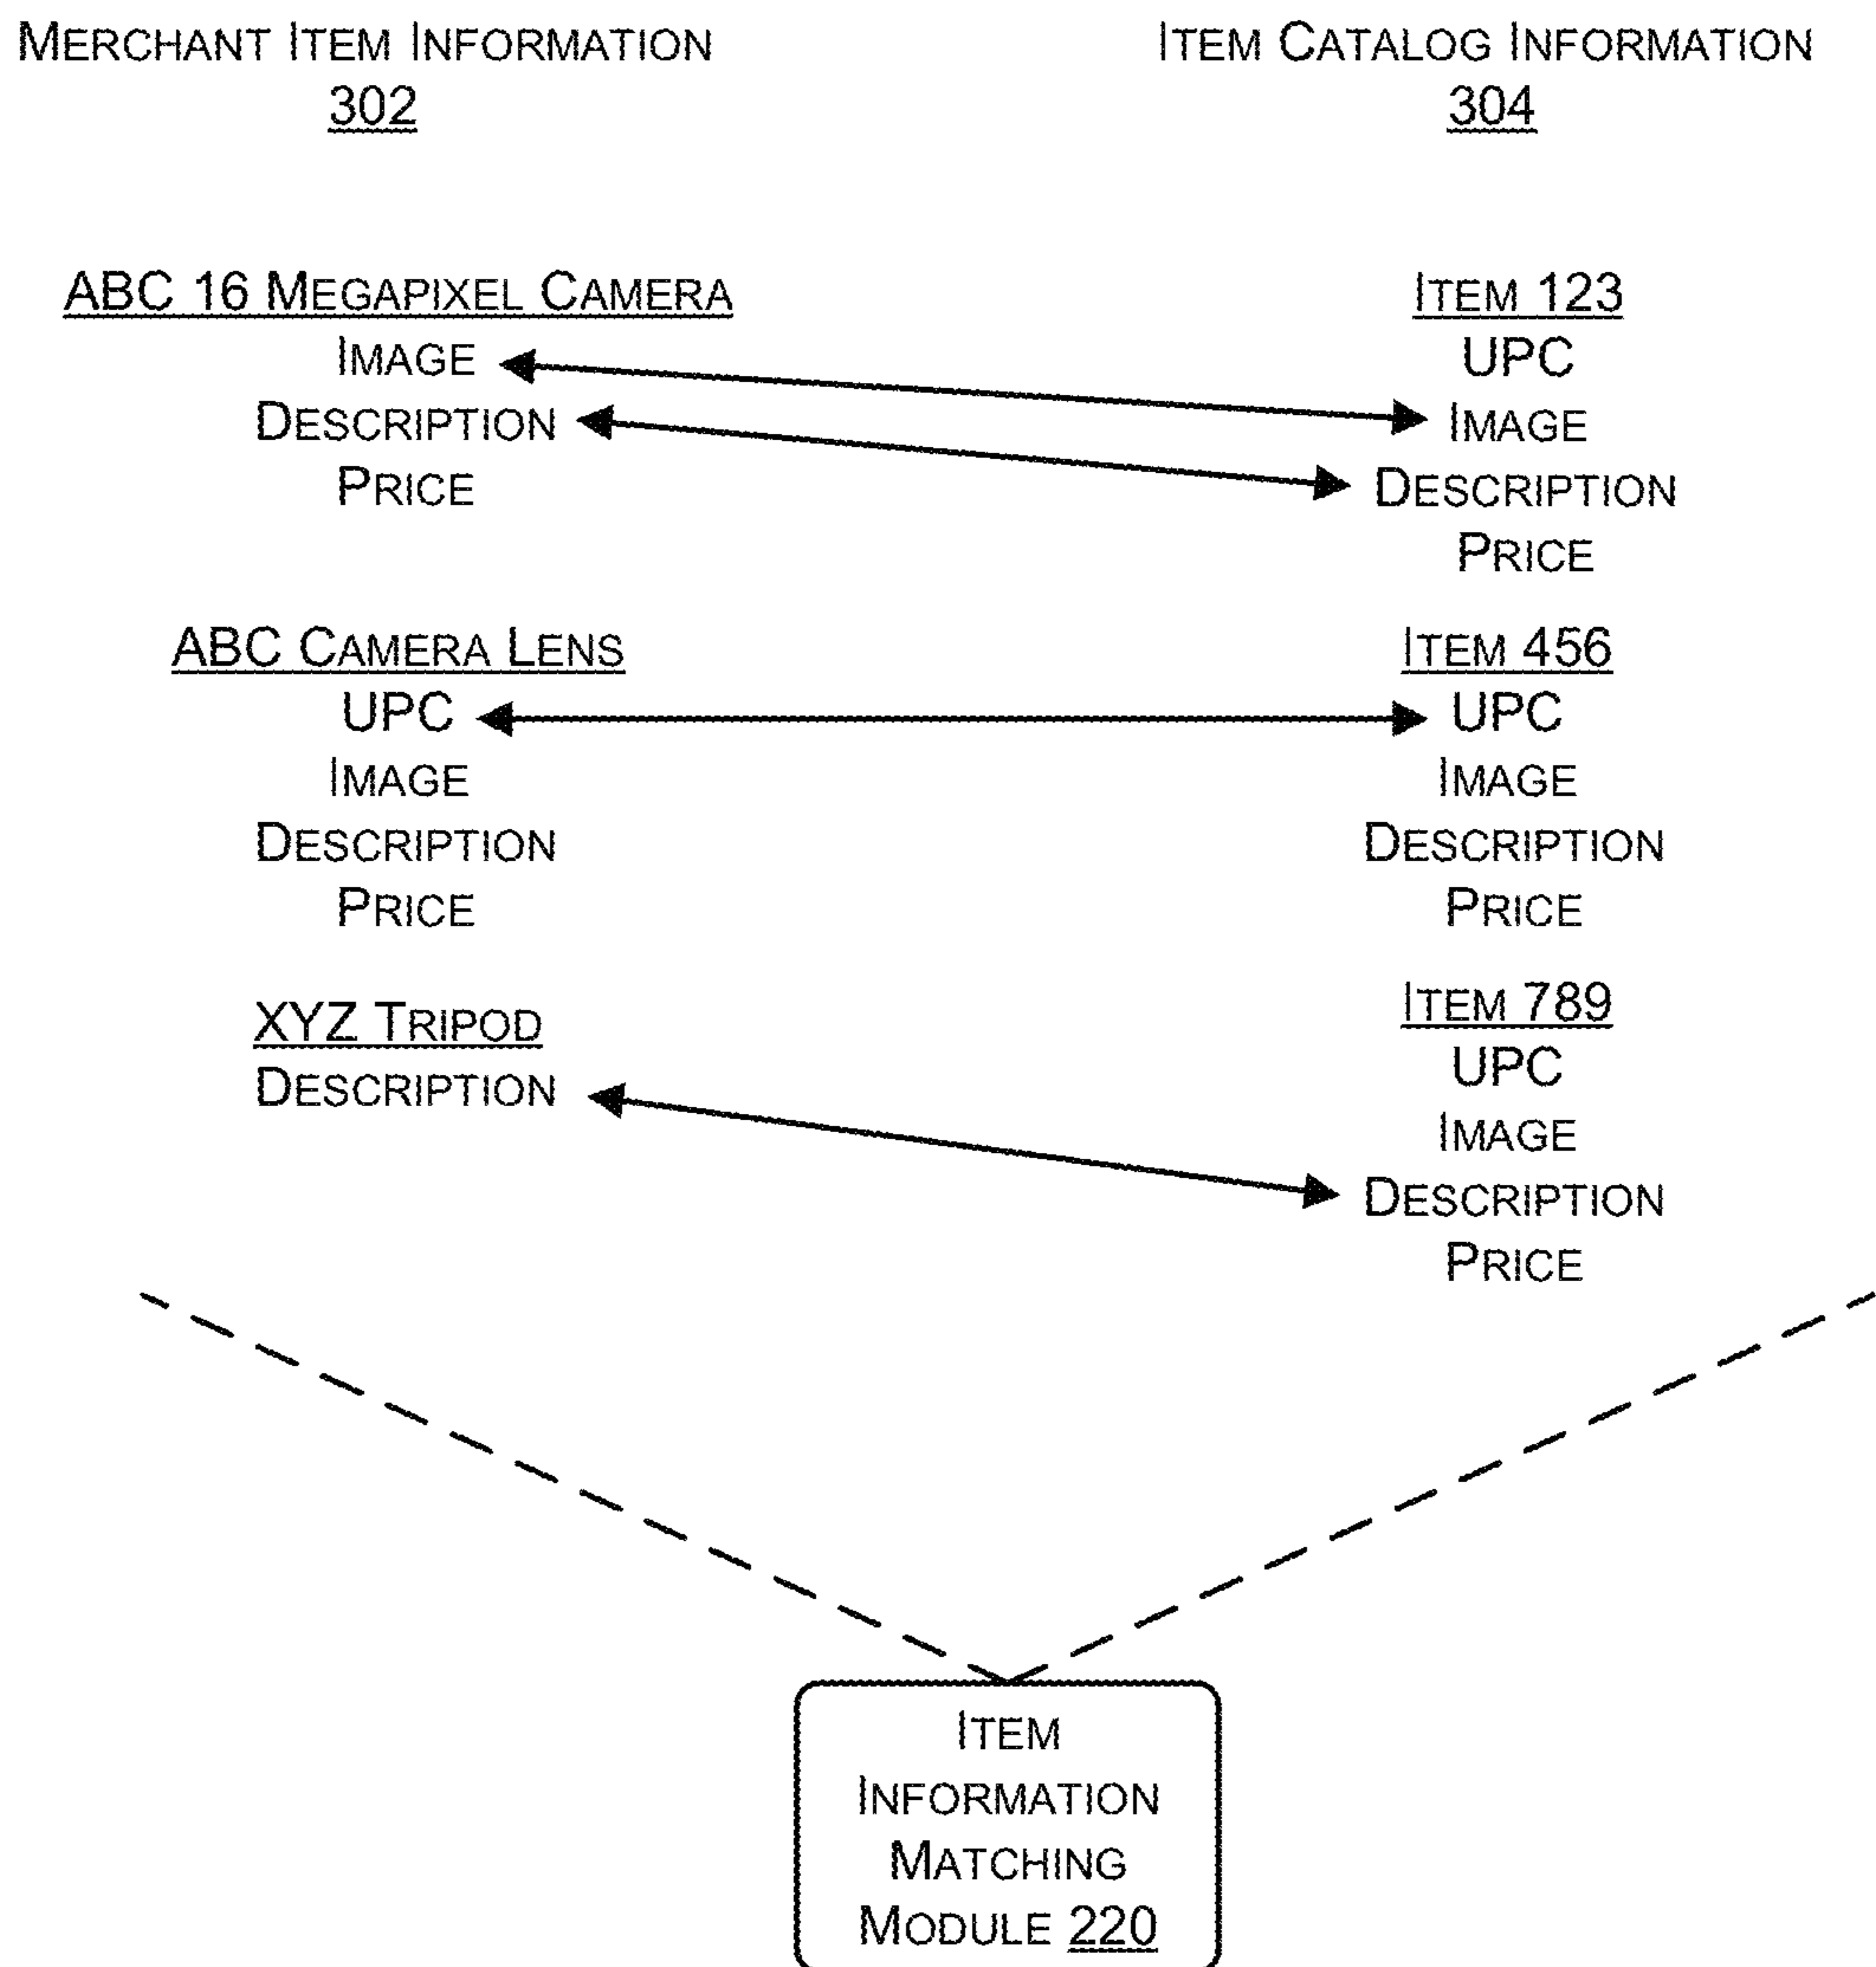 MERCHANT ITEM INFORMATION
302
ITEM CATALOG INFORMATION
304
ABC 16 MEGAPIXEL CAMERA
IMAGE
DESCRIPTION
PRICE
ITEM 123
UPC
IMAGE
DESCRIPTION
PRICE
ABC CAMERA LENS
UPC
IMAGE
DESCRIPTION
PRICE
ITEM 456
UPC
IMAGE
DESCRIPTION
PRICE
XYZ TRIPOD
DESCRIPTION
ITEM 789
UPC
IMAGE
DESCRIPTION
PRICE
ITEM
INFORMATION
MATCHING
MODULE 220